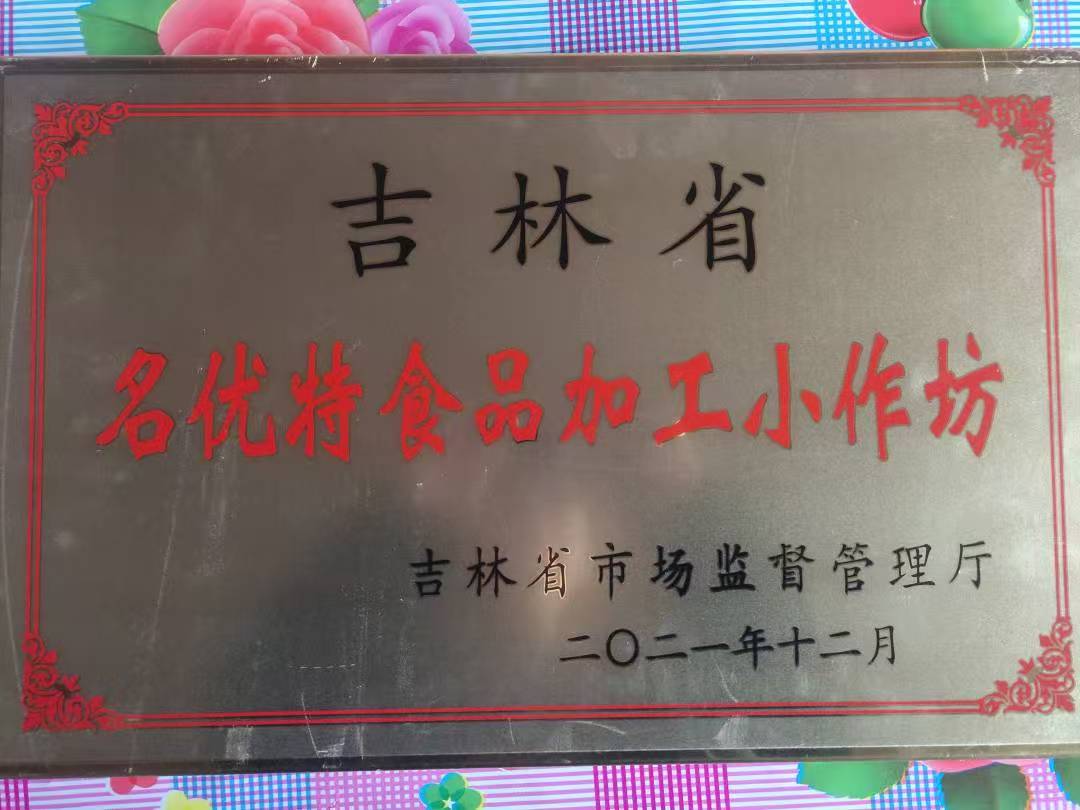 吉林省
名优特食品加工小作坊
吉林省市场监督管理厅
二〇二一年十二月